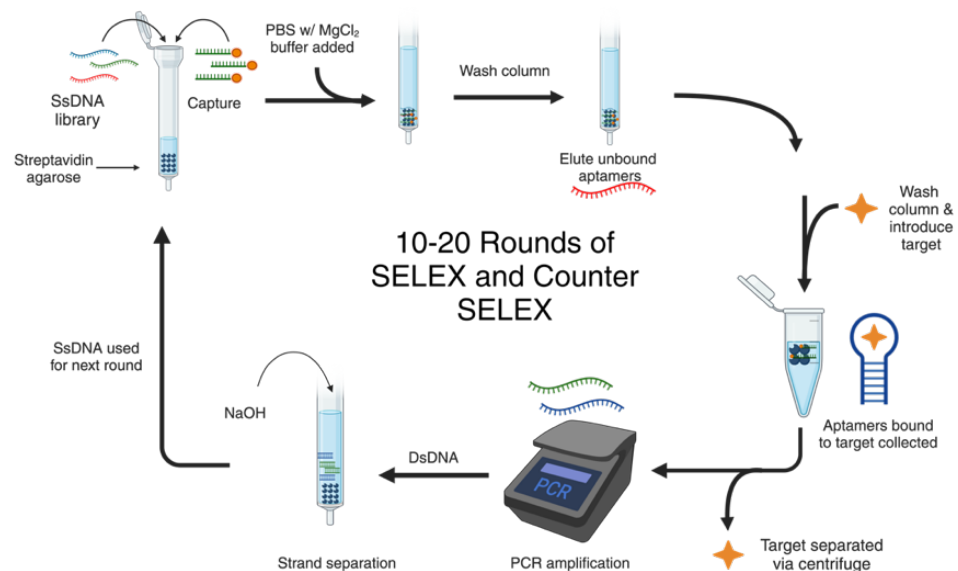 PBS w/ MgCl₂
buffer added
Wash column
SsDNA
library
Capture
Streptavidin
agarose
Elute unbound
aptamers
Wash
column &
introduce
target
10-20 Rounds of
SELEX and Counter
SELEX
SsDNA used
for next round
NaOH
DsDNA
PCR
Aptamers bound
to target collected
Strand separation
PCR amplification
Target separated
via centrifuge